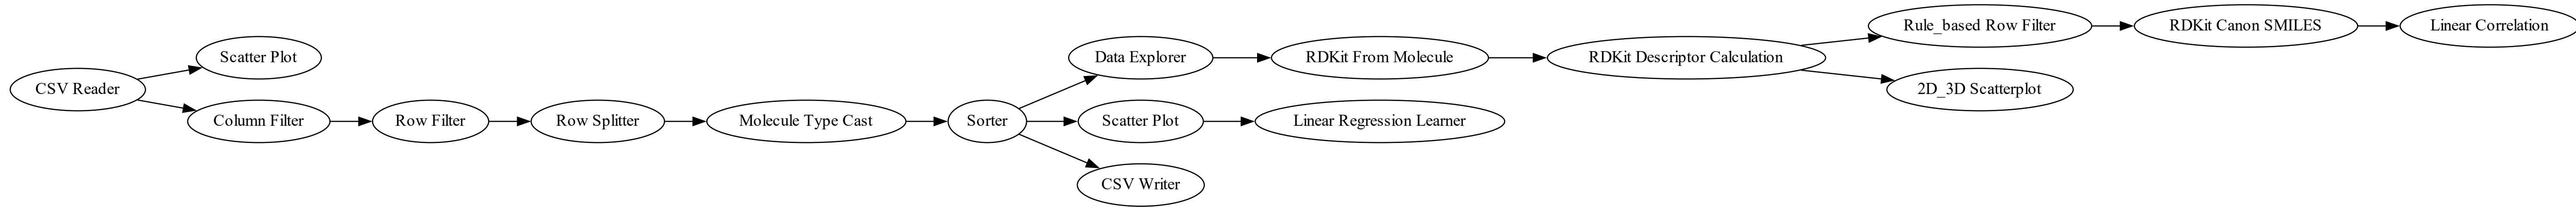 CSV Reader
Scatter Plot
Column Filter
Row Filter
Row Splitter
Molecule Type Cast
Sorter
Data Explorer
Scatter Plot
CSV Writer
RDKit From Molecule
Linear Regression Learner
RDKit Descriptor Calculation
Rule_based Row Filter
2D_3D Scatterplot
RDKit Canon SMILES
Linear Correlation